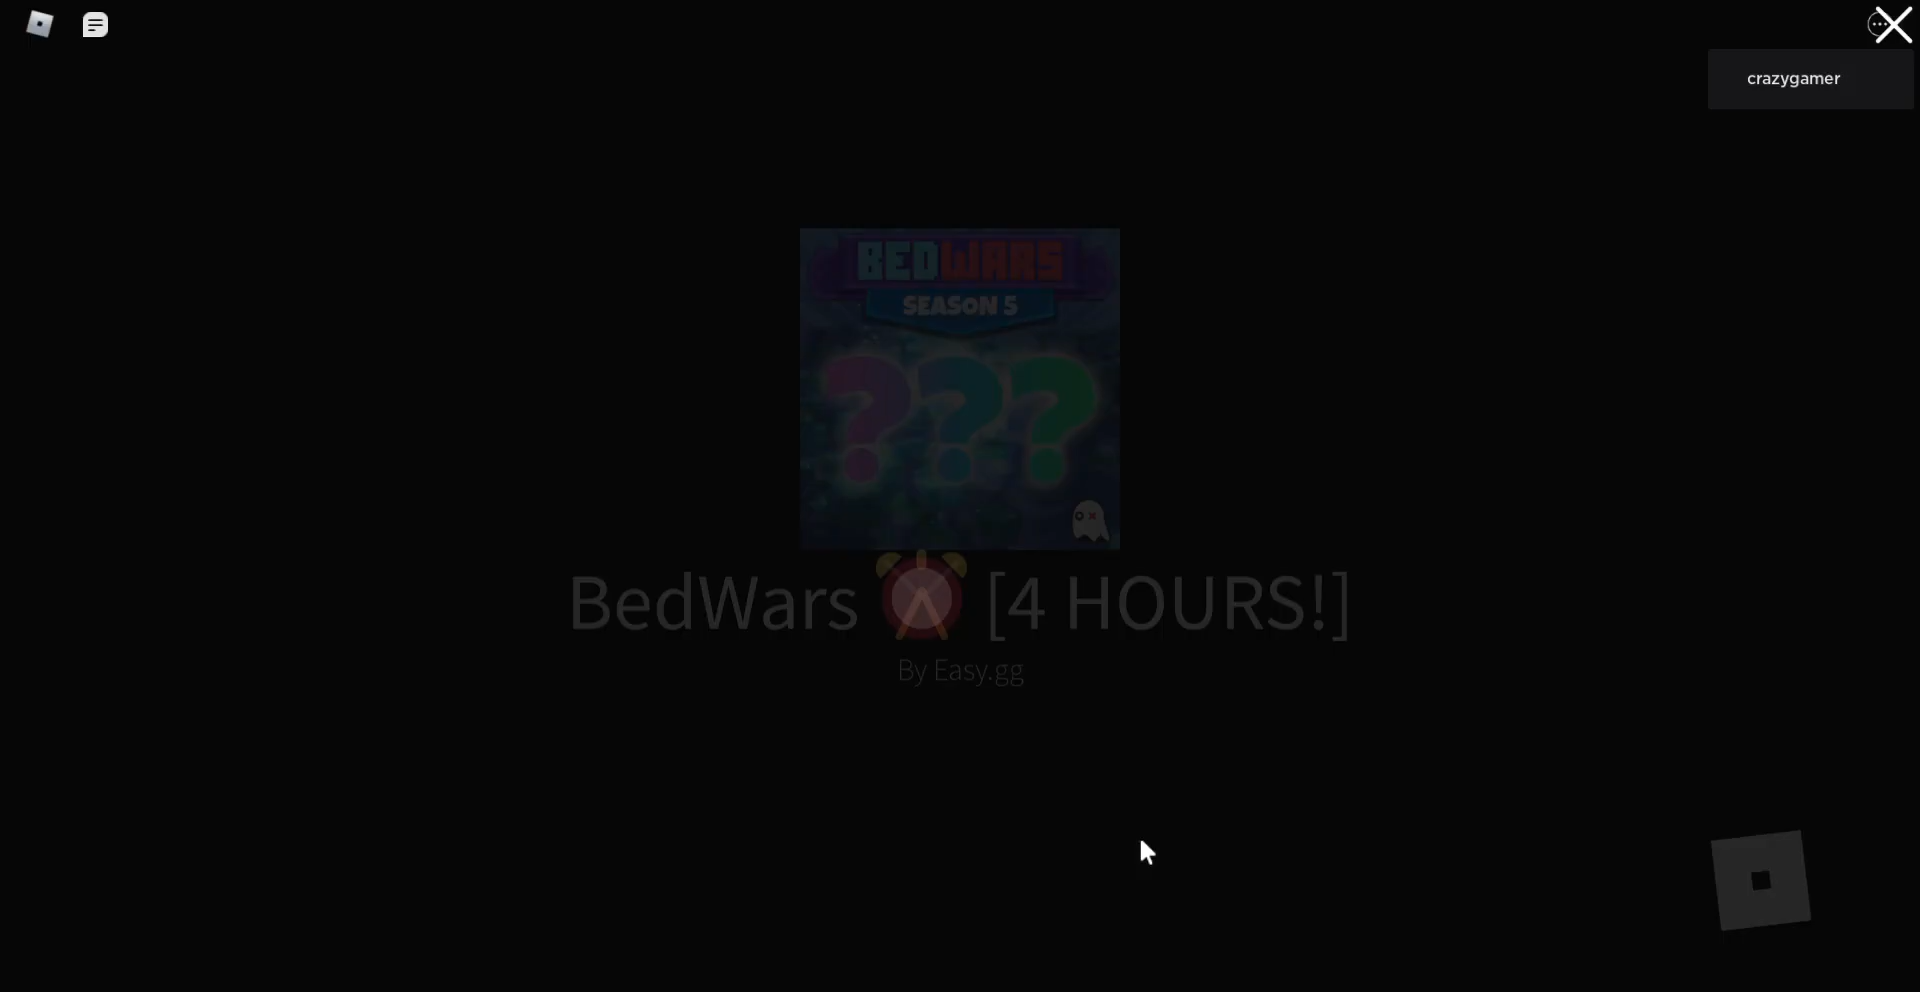 crazygamer
BEDWARS
SEASON 5
???
BedWars ⏰ [4 HOURS!]
By Easy.gg